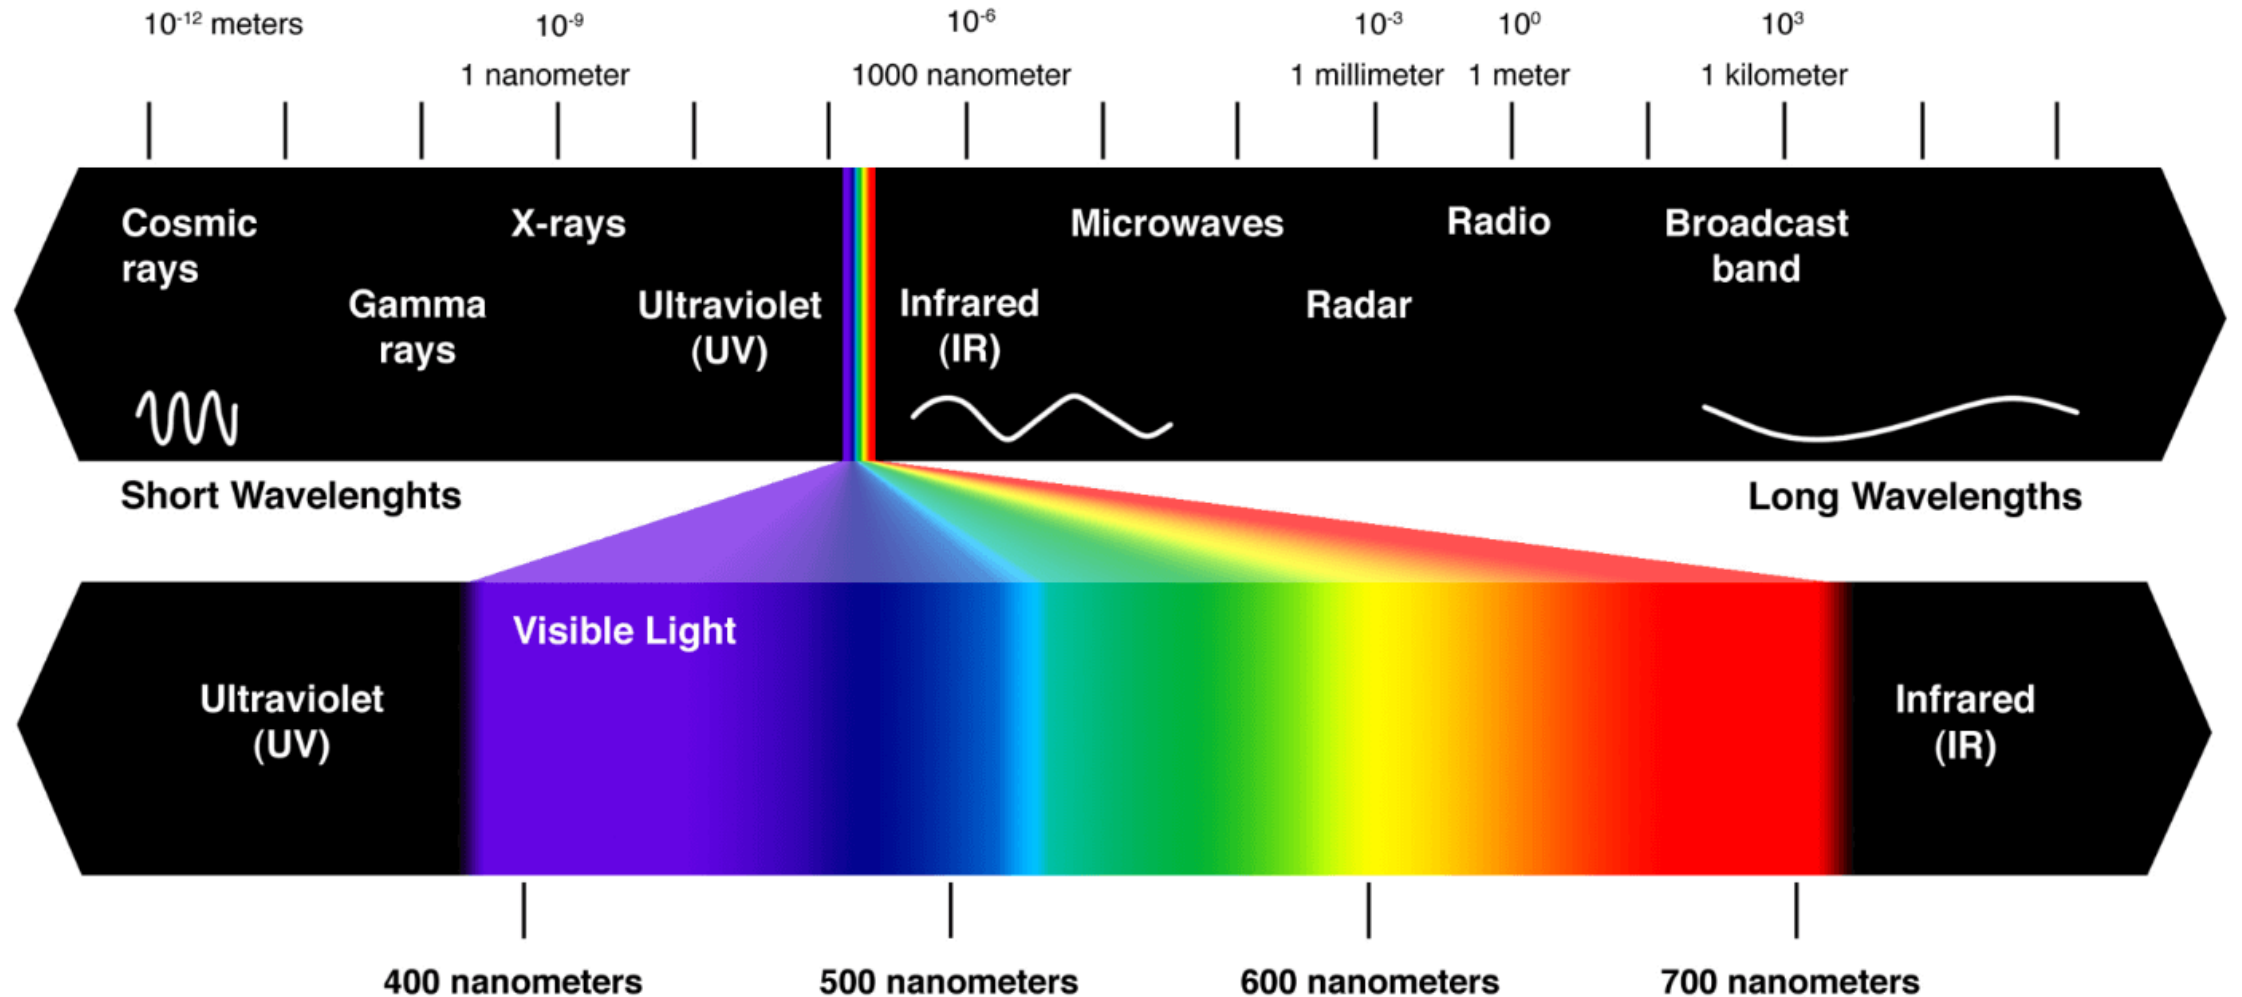 10⁻¹² meters 10⁻⁹ 10⁻⁶ 10⁻³ 10⁰ 10³
1 nanometer 1000 nanometer 1 millimeter 1 meter 1 kilometer
Cosmic
rays
Gamma
rays
X-rays
Ultraviolet
(UV)
Infrared
(IR)
Microwaves
Radar
Radio
Broadcast
band
Short Wavelenghts
Long Wavelengths
Visible Light
Ultraviolet
(UV)
Infrared
(IR)
400 nanometers 500 nanometers 600 nanometers 700 nanometers